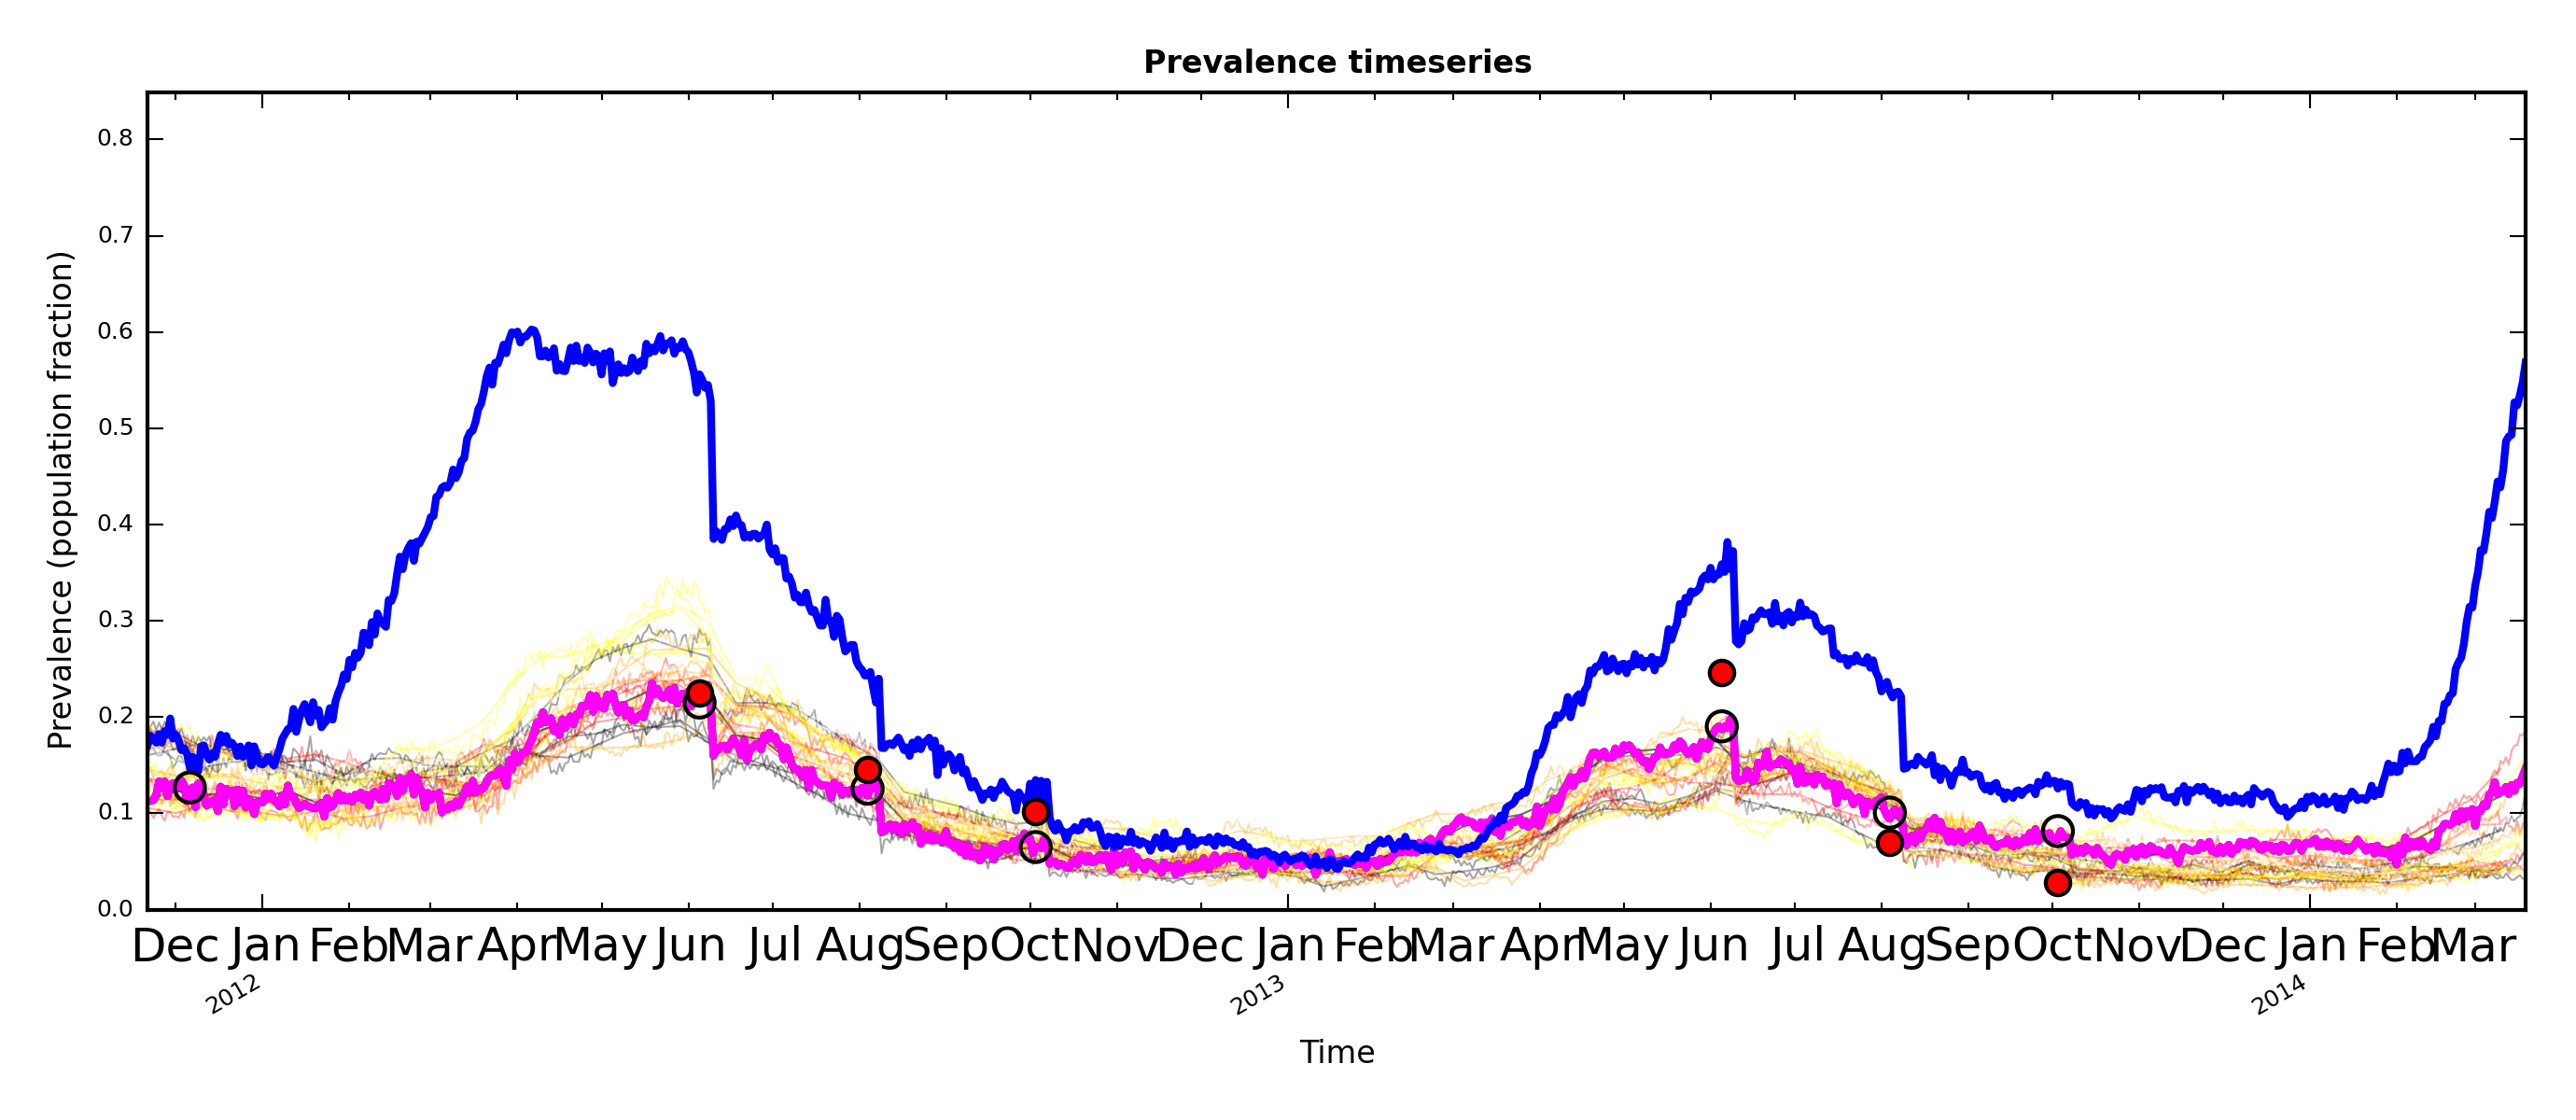 Prevalence timeseries
Prevalence (population fraction)
0.8
0.7
0.6
0.5
0.4
0.3
0.2
0.1
0.0
Dec Jan Feb Mar Apr May Jun Jul Aug Sep Oct Nov Dec Jan Feb Mar Apr May Jun Jul Aug Sep Oct Nov Dec Jan Feb Mar
2012 2013 2014
Time